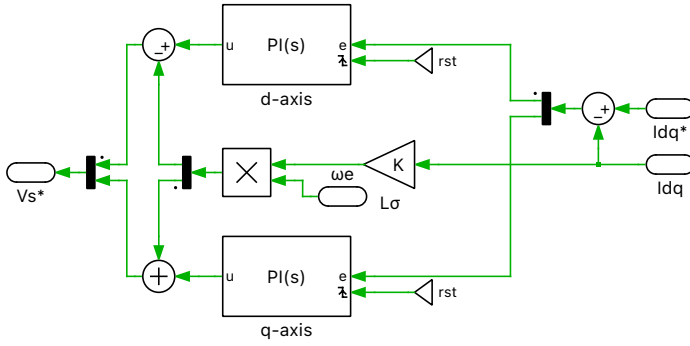 u PI(s) e
rst
d-axis
Idq*
ωe
K
Vs*
Lσ
Idq
u PI(s) e
rst
q-axis